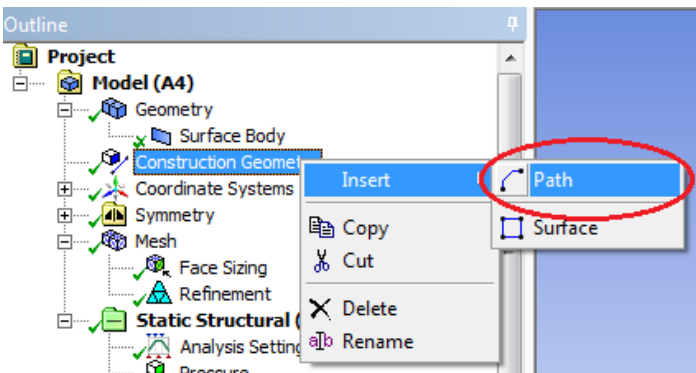 Outline
Project
Model (A4)
Geometry
Surface Body
Construction Geomet
Insert
Path
Coordinate Systems
Symmetry
Copy
Surface
Mesh
Cut
Face Sizing
Refinement
Delete
Static Structural (
Rename
Analysis Setting
Pressure